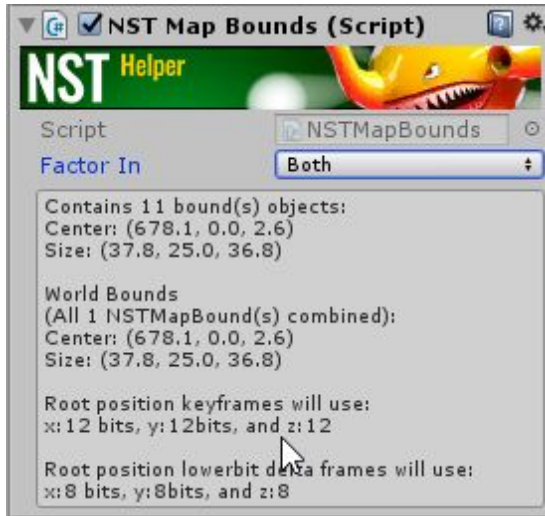 NST Map Bounds (Script)
NST Helper
Script NSTMapBounds
Factor In Both
Contains 11 bound(s) objects:
Center: (678.1, 0.0, 2.6)
Size: (37.8, 25.0, 36.8)
World Bounds
(All 1 NSTMapBound(s) combined):
Center: (678.1, 0.0, 2.6)
Size: (37.8, 25.0, 36.8)
Root position keyframes will use:
x:12 bits, y:12bits, and z:12
Root position lowerbit delta frames will use:
x:8 bits, y:8bits, and z:8